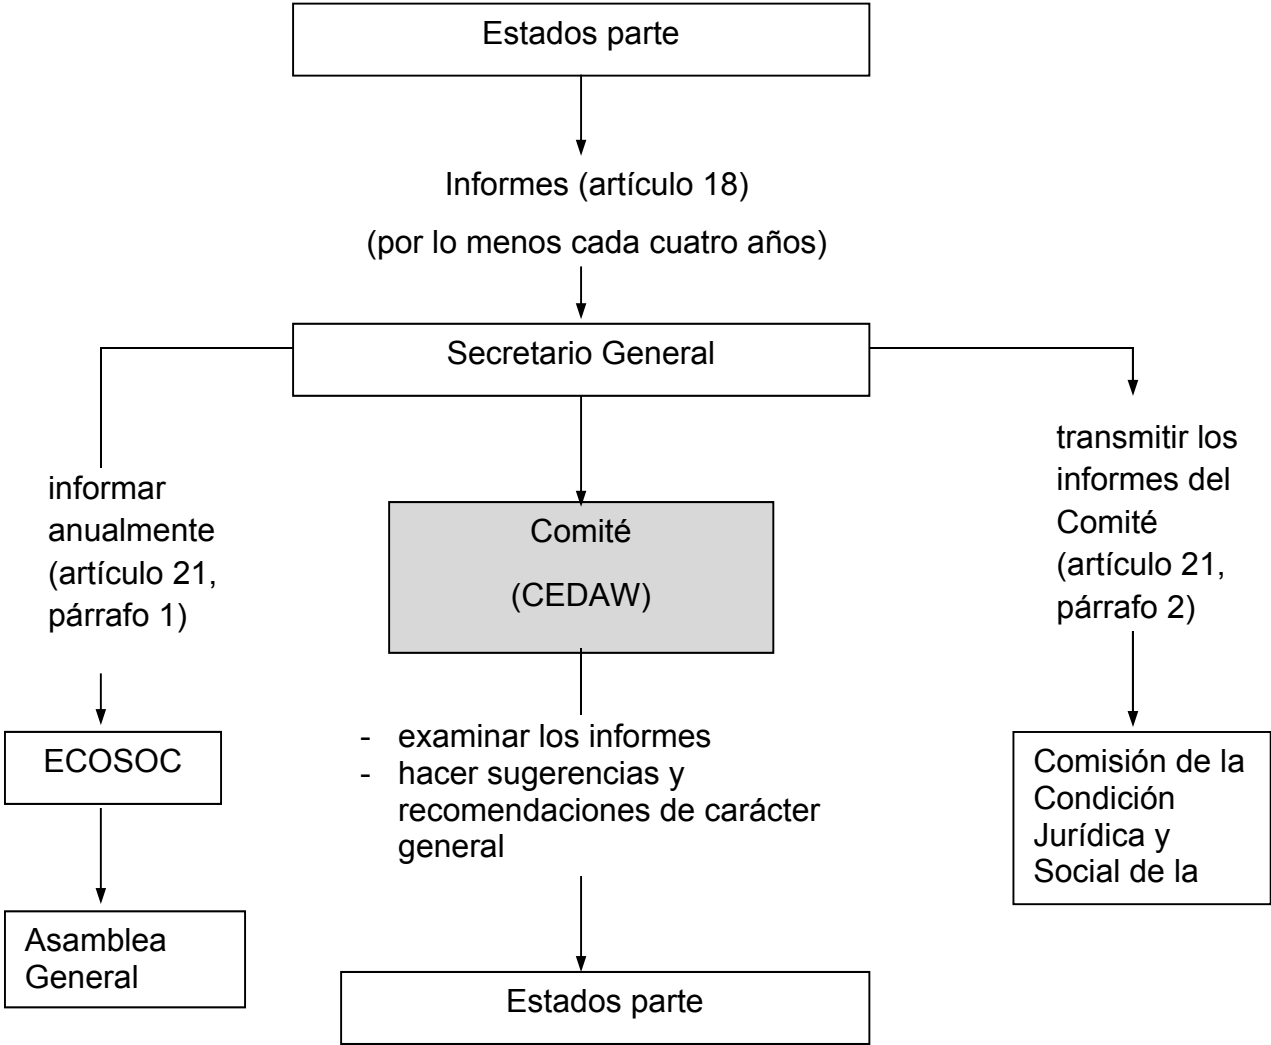 Estados parte
Informes (artículo 18)
(por lo menos cada cuatro años)
Secretario General
informar
anualmente
(artículo 21,
párrafo 1)
Comité
(CEDAW)
transmitir los
informes del
Comité
(artículo 21,
párrafo 2)
ECOSOC
- examinar los informes
- hacer sugerencias y
recomendaciones de carácter
general
Comisión de la
Condición
Jurídica y
Social de la
Asamblea
General
Estados parte